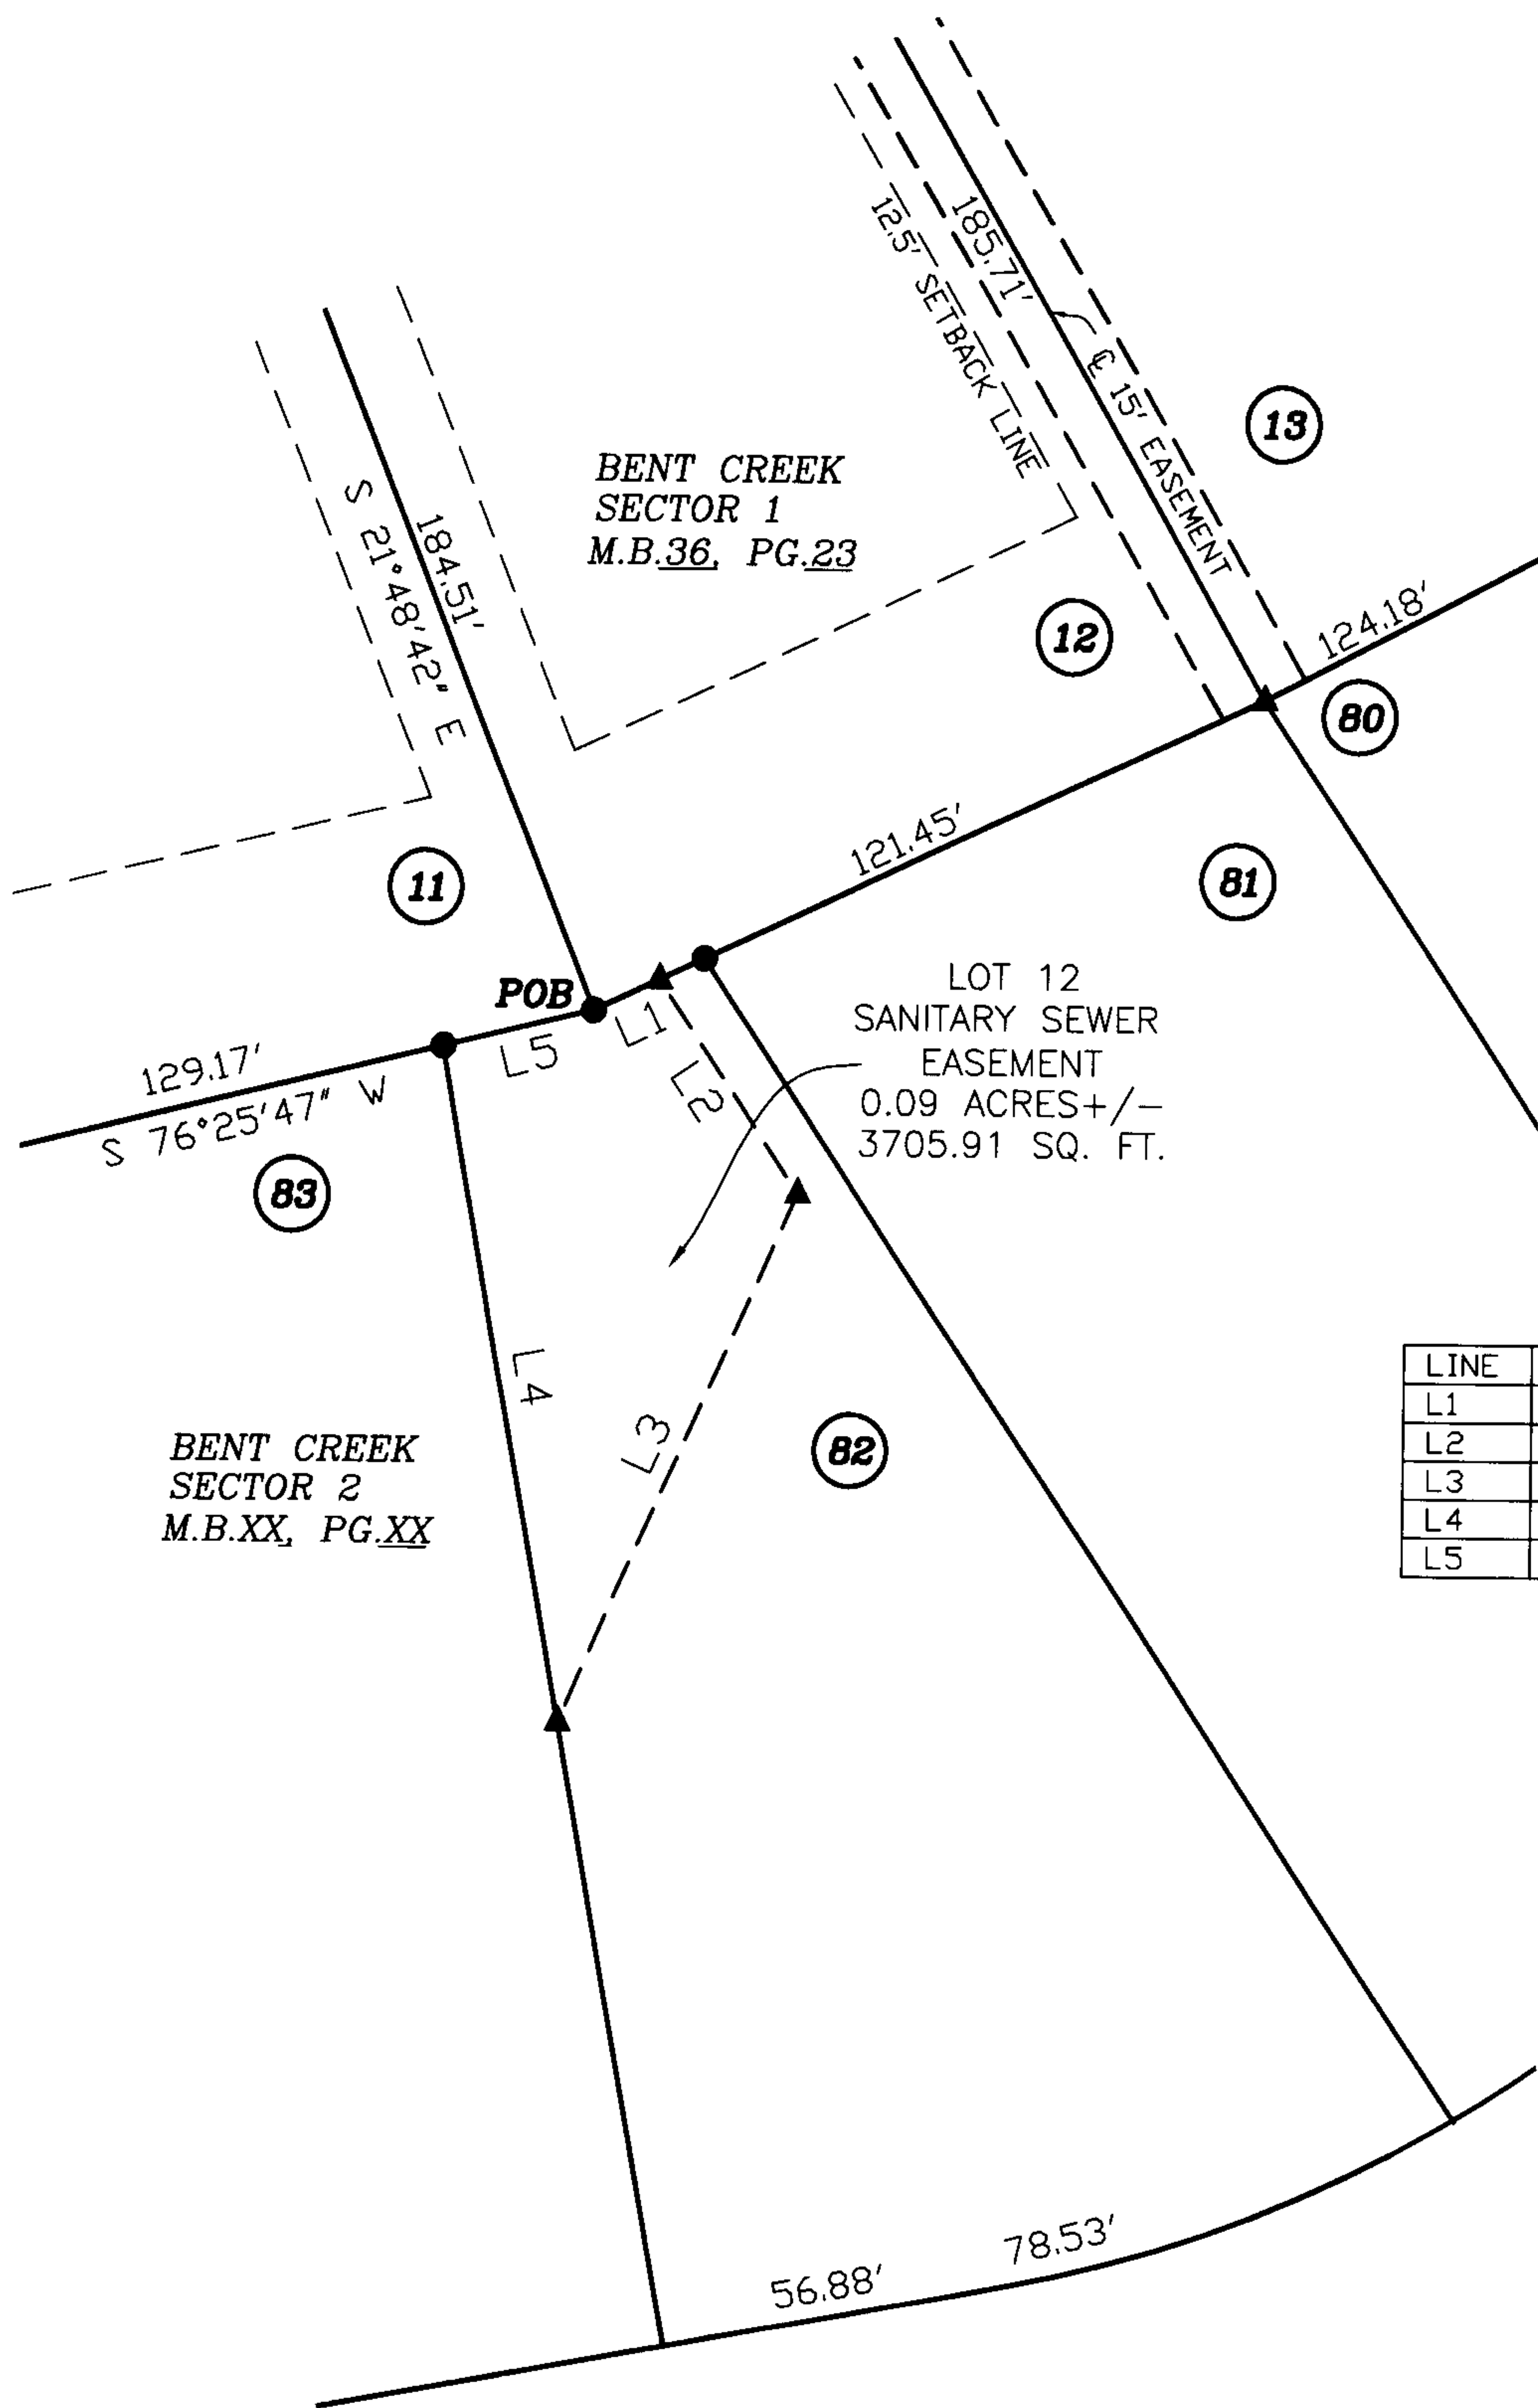 185.71'
12.5' SETBACK LINE
℄ 15' EASEMENT
13
BENT CREEK
SECTOR 1
M.B.36, PG.23
184.51'
S 21°48'42" E
12
124.18'
80
121.45'
81
11
POB
LOT 12
SANITARY SEWER
EASEMENT
0.09 ACRES+/-
3705.91 SQ. FT.
L1
L5
L2
129.17'
S 76°25'47" W
83
L4
L3
82
LINE
L1
L2
L3
L4
L5
BENT CREEK
SECTOR 2
M.B.XX, PG.XX
78.53'
56.88'